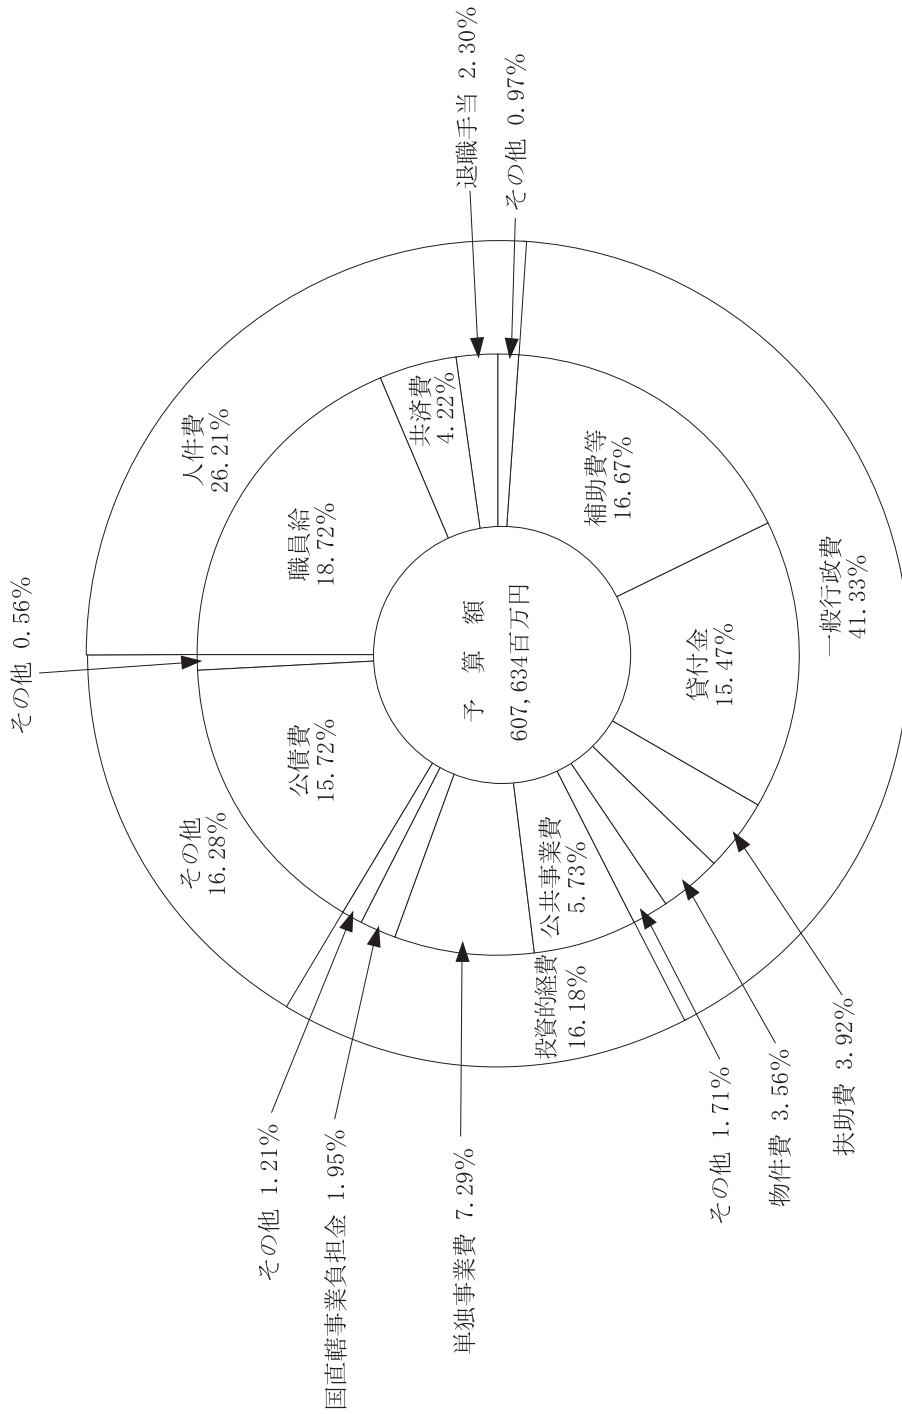 予 算 額
607,634百万円
人件費
26.21%
職員給
18.72%
共済費
4.22%
退職手当 2.30%
その他 0.97%
一般行政費
41.33%
補助費等
16.67%
貸付金
15.47%
扶助費 3.92%
物件費 3.56%
その他 1.71%
投資的経費
16.18%
公共事業費
5.73%
単独事業費 7.29%
国直轄事業負担金 1.95%
その他 1.21%
その他
16.28%
公債費
15.72%
その他 0.56%